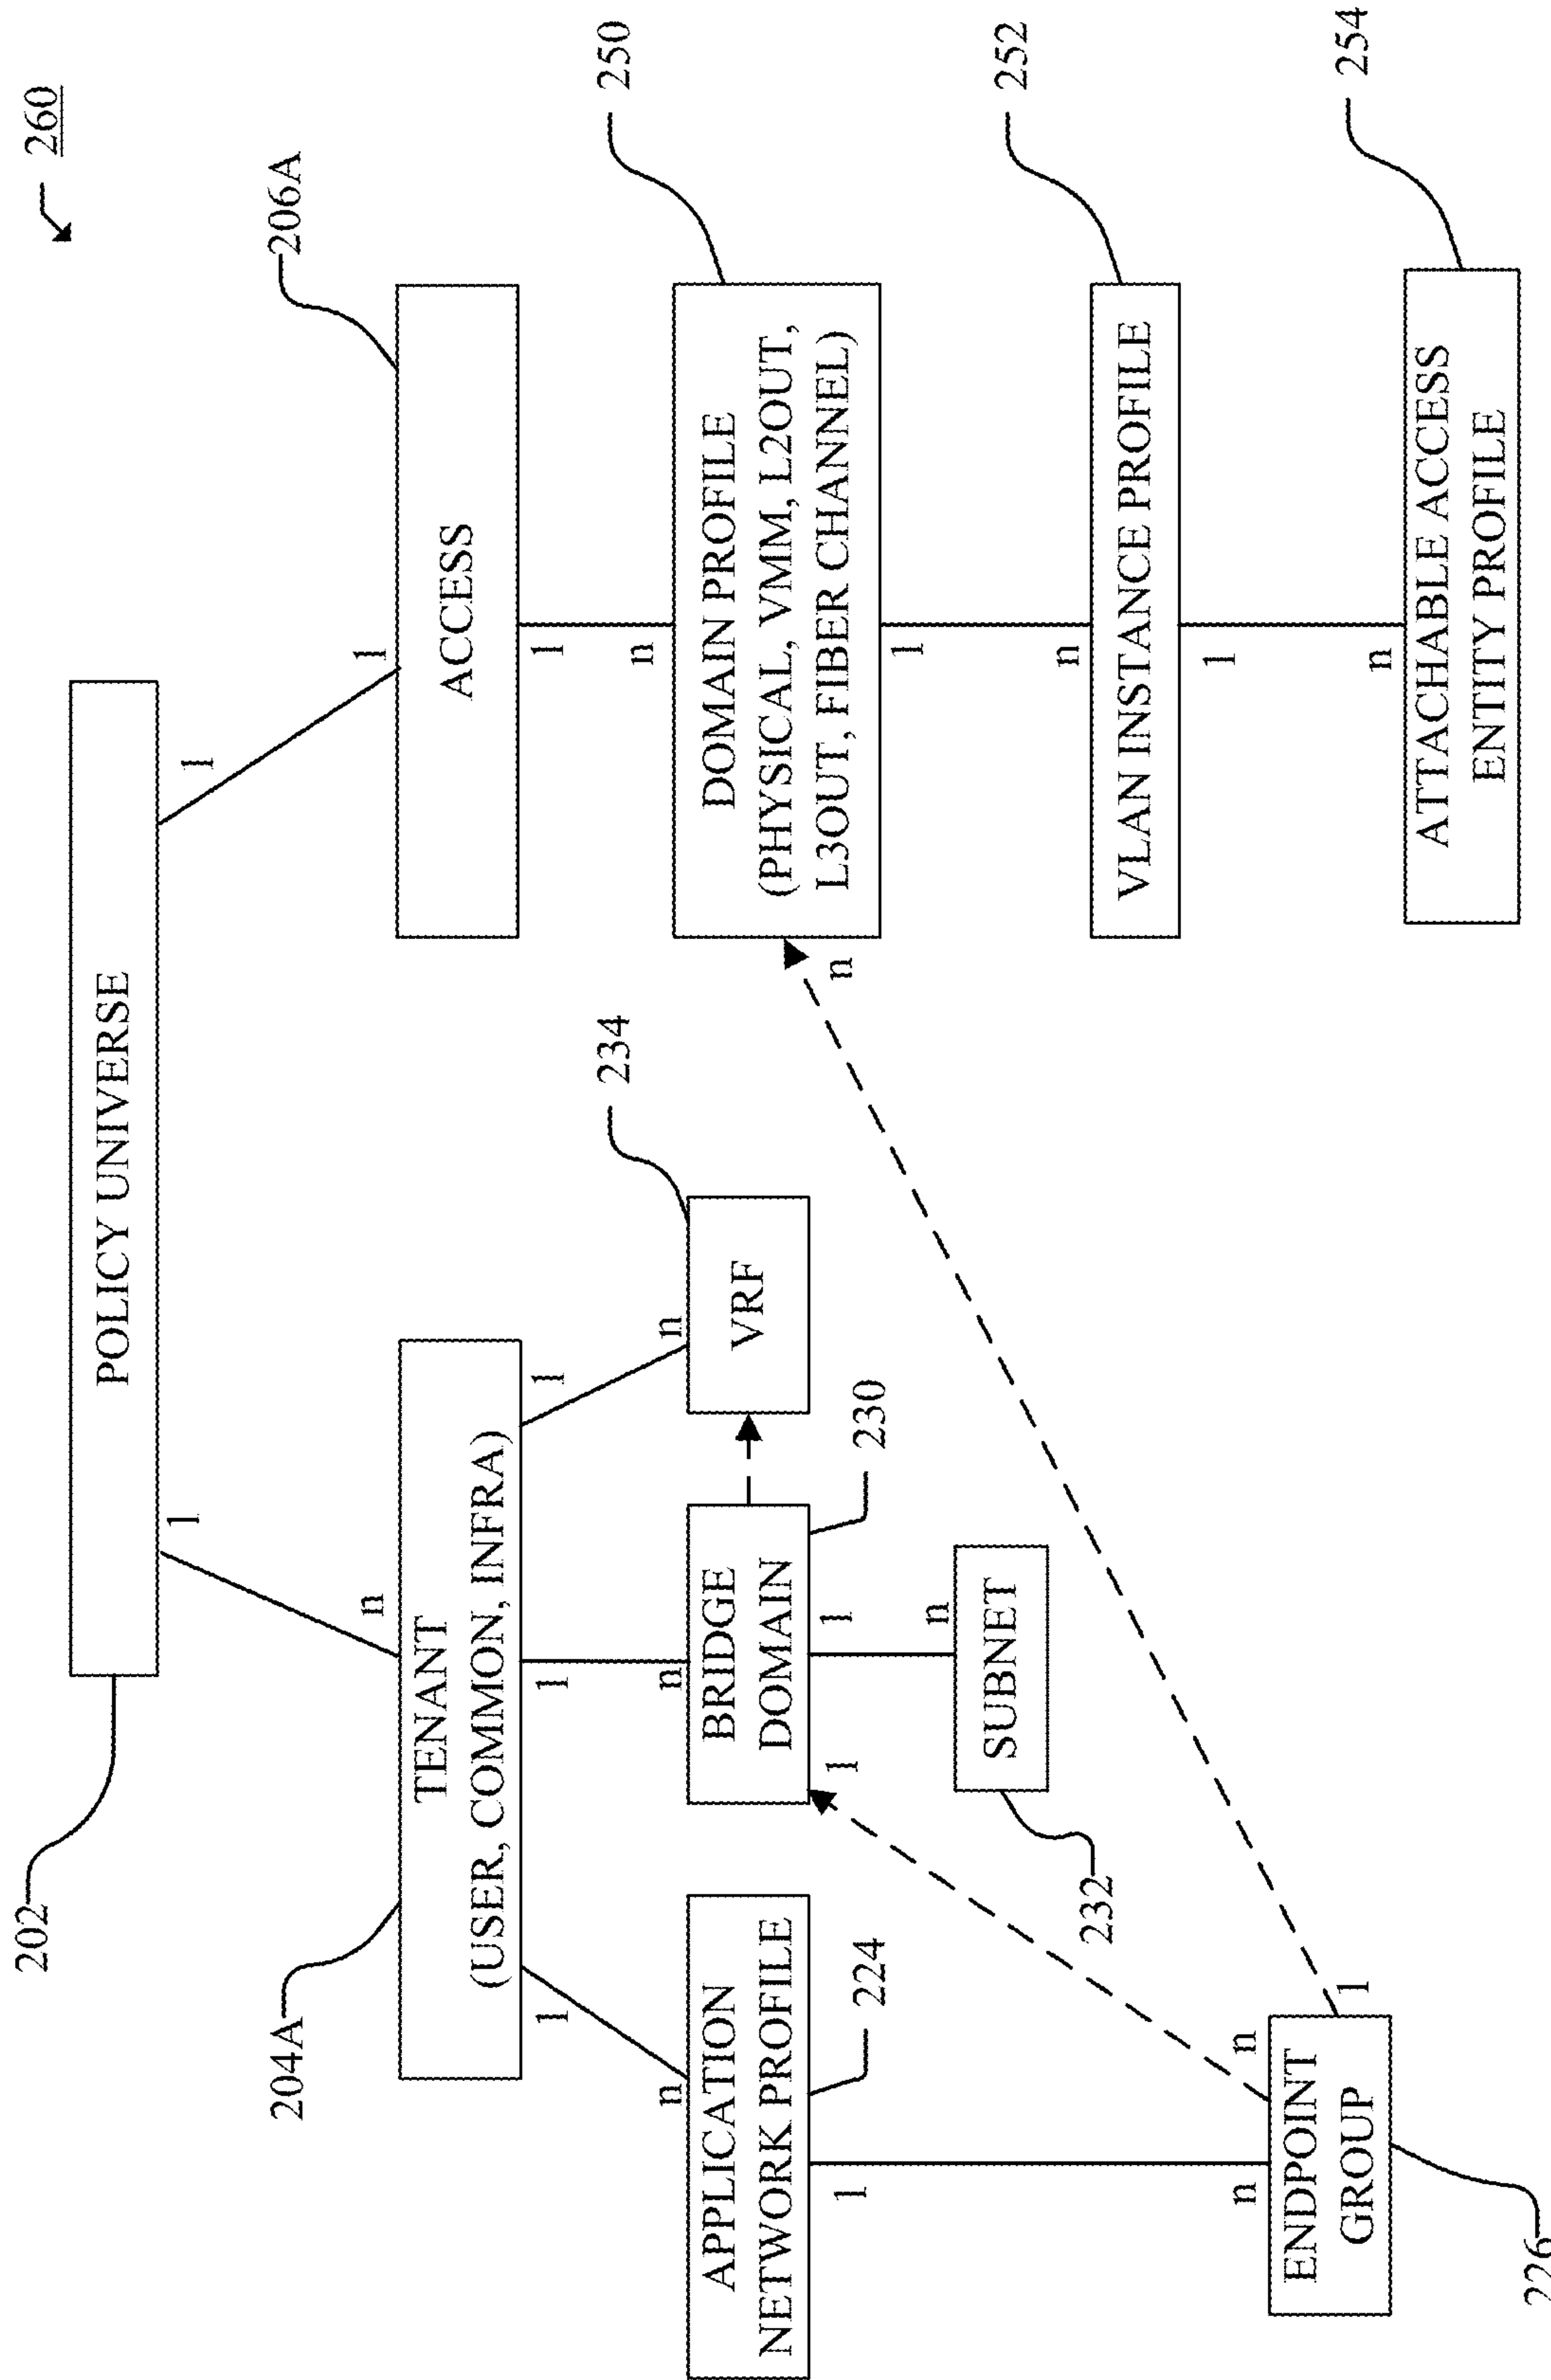 260
202
POLICY UNIVERSE
1
1
n
1
204A
206A
TENANT
(USER, COMMON, INFRA)
ACCESS
1
1
1
1
n
n
n
n
APPLICATION
NETWORK PROFILE
BRIDGE
DOMAIN
VRF
234
DOMAIN PROFILE
(PHYSICAL, VMM, L2OUT,
L3OUT, FIBER CHANNEL)
250
224
1
1
1
230
n
1
n
SUBNET
232
n
VLAN INSTANCE PROFILE
252
1
n
n
n
1
ENDPOINT
GROUP
226
ATTACHABLE ACCESS
ENTITY PROFILE
254